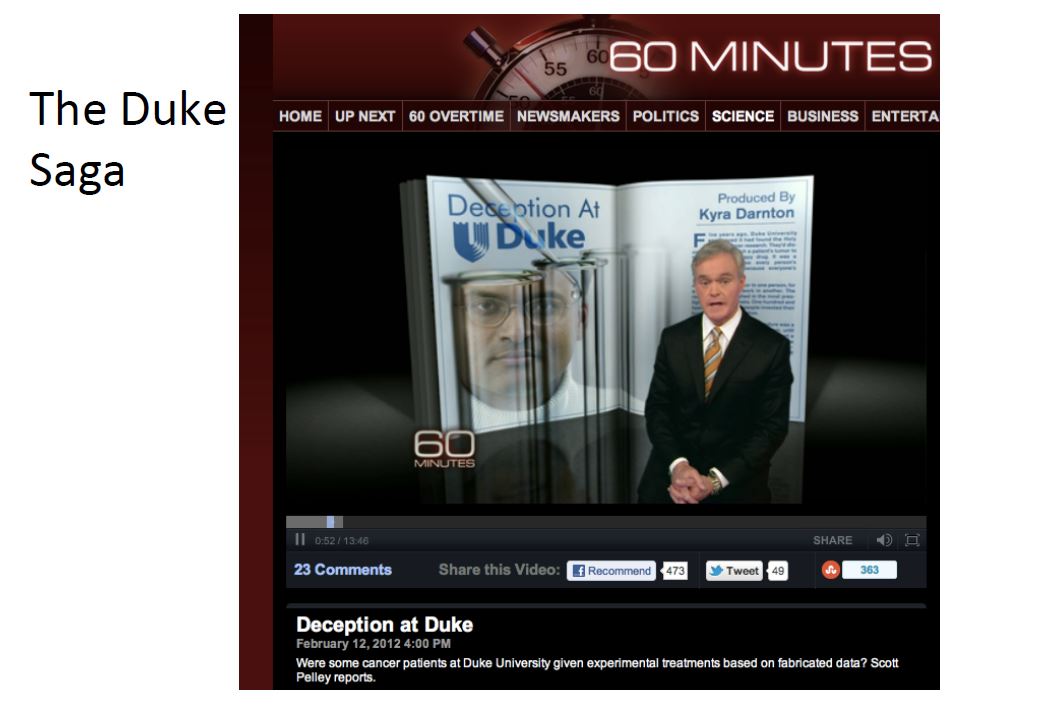 The Duke
Saga
55
60
60 MINUTES
50
60
HOME UP NEXT 60 OVERTIME NEWSMAKERS POLITICS SCIENCE BUSINESS ENTERTA
Deception At
Duke
Produced By
Kyra Darnton
60
MINUTES
0:52 / 13:46
SHARE
23 Comments
Share this Video:
Recommend 473
Tweet 49
363
Deception at Duke
February 12, 2012 4:00 PM
Were some cancer patients at Duke University given experimental treatments based on fabricated data? Scott
Pelley reports.